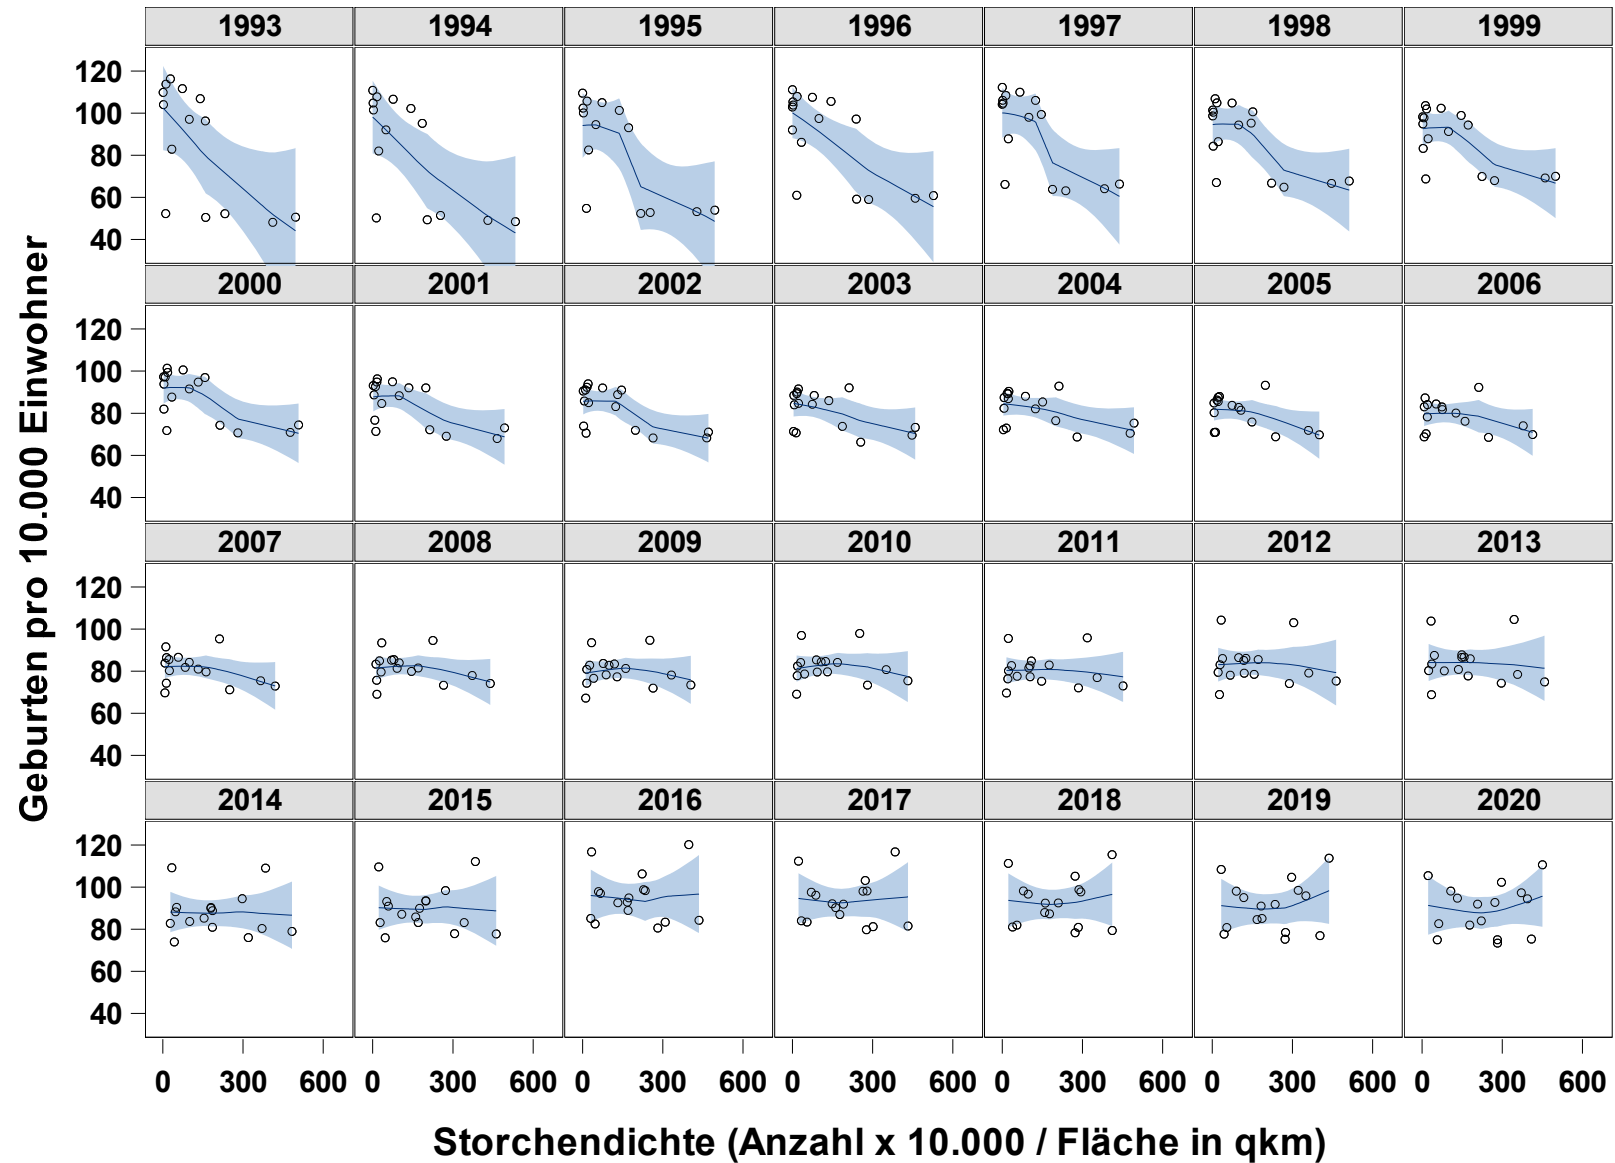 1993 1994 1995 1996 1997 1998 1999
120
100
80
60
40
2000 2001 2002 2003 2004 2005 2006
120
100
80
60
40
2007 2008 2009 2010 2011 2012 2013
120
100
80
60
40
2014 2015 2016 2017 2018 2019 2020
120
100
80
60
40
0 300 600 0 300 600 0 300 600 0 300 600 0 300 600 0 300 600 0 300 600
Geburten pro 10.000 Einwohner
Storchendichte (Anzahl x 10.000 / Fläche in qkm)